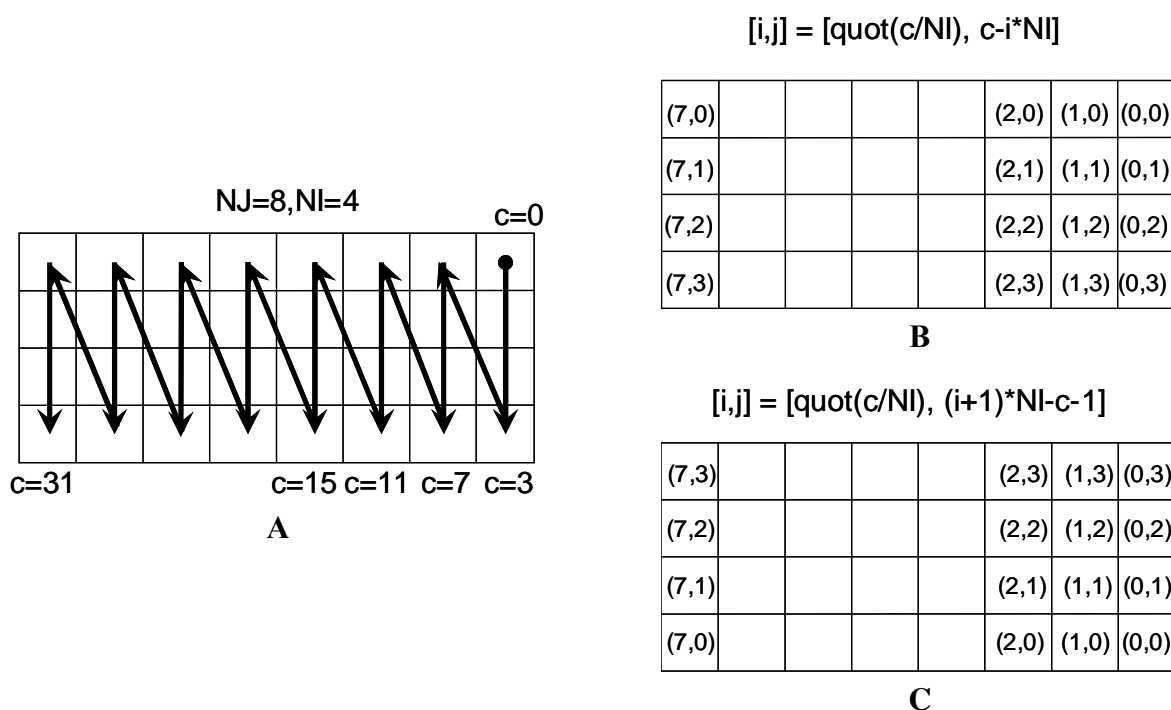 NJ=8,NI=4
c=0
c=31 c=15 c=11 c=7 c=3
A
[i,j] = [quot(c/NI), c-i*NI]
(7,0) (2,0) (1,0) (0,0)
(7,1) (2,1) (1,1) (0,1)
(7,2) (2,2) (1,2) (0,2)
(7,3) (2,3) (1,3) (0,3)
B
[i,j] = [quot(c/NI), (i+1)*NI-c-1]
(7,3) (2,3) (1,3) (0,3)
(7,2) (2,2) (1,2) (0,2)
(7,1) (2,1) (1,1) (0,1)
(7,0) (2,0) (1,0) (0,0)
C